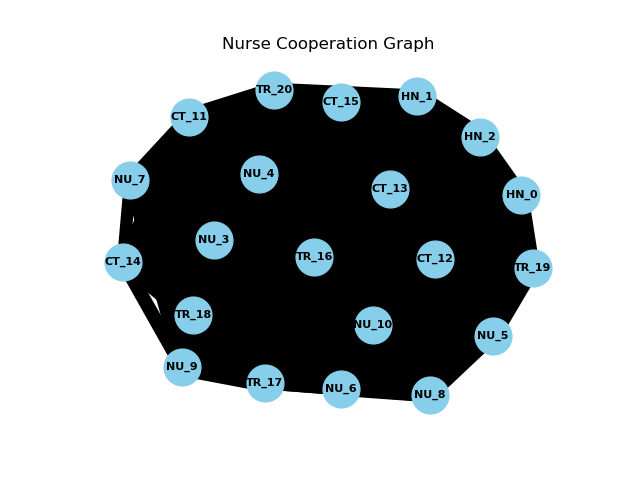 Nurse Cooperation Graph
TR_20
HN_1
CT_15
CT_11
HN_2
NU_4
NU_7
CT_13
HN_0
NU_3
TR_16
CT_12
CT_14
TR_19
TR_18
NU_10
NU_5
NU_9
TR_17
NU_6
NU_8